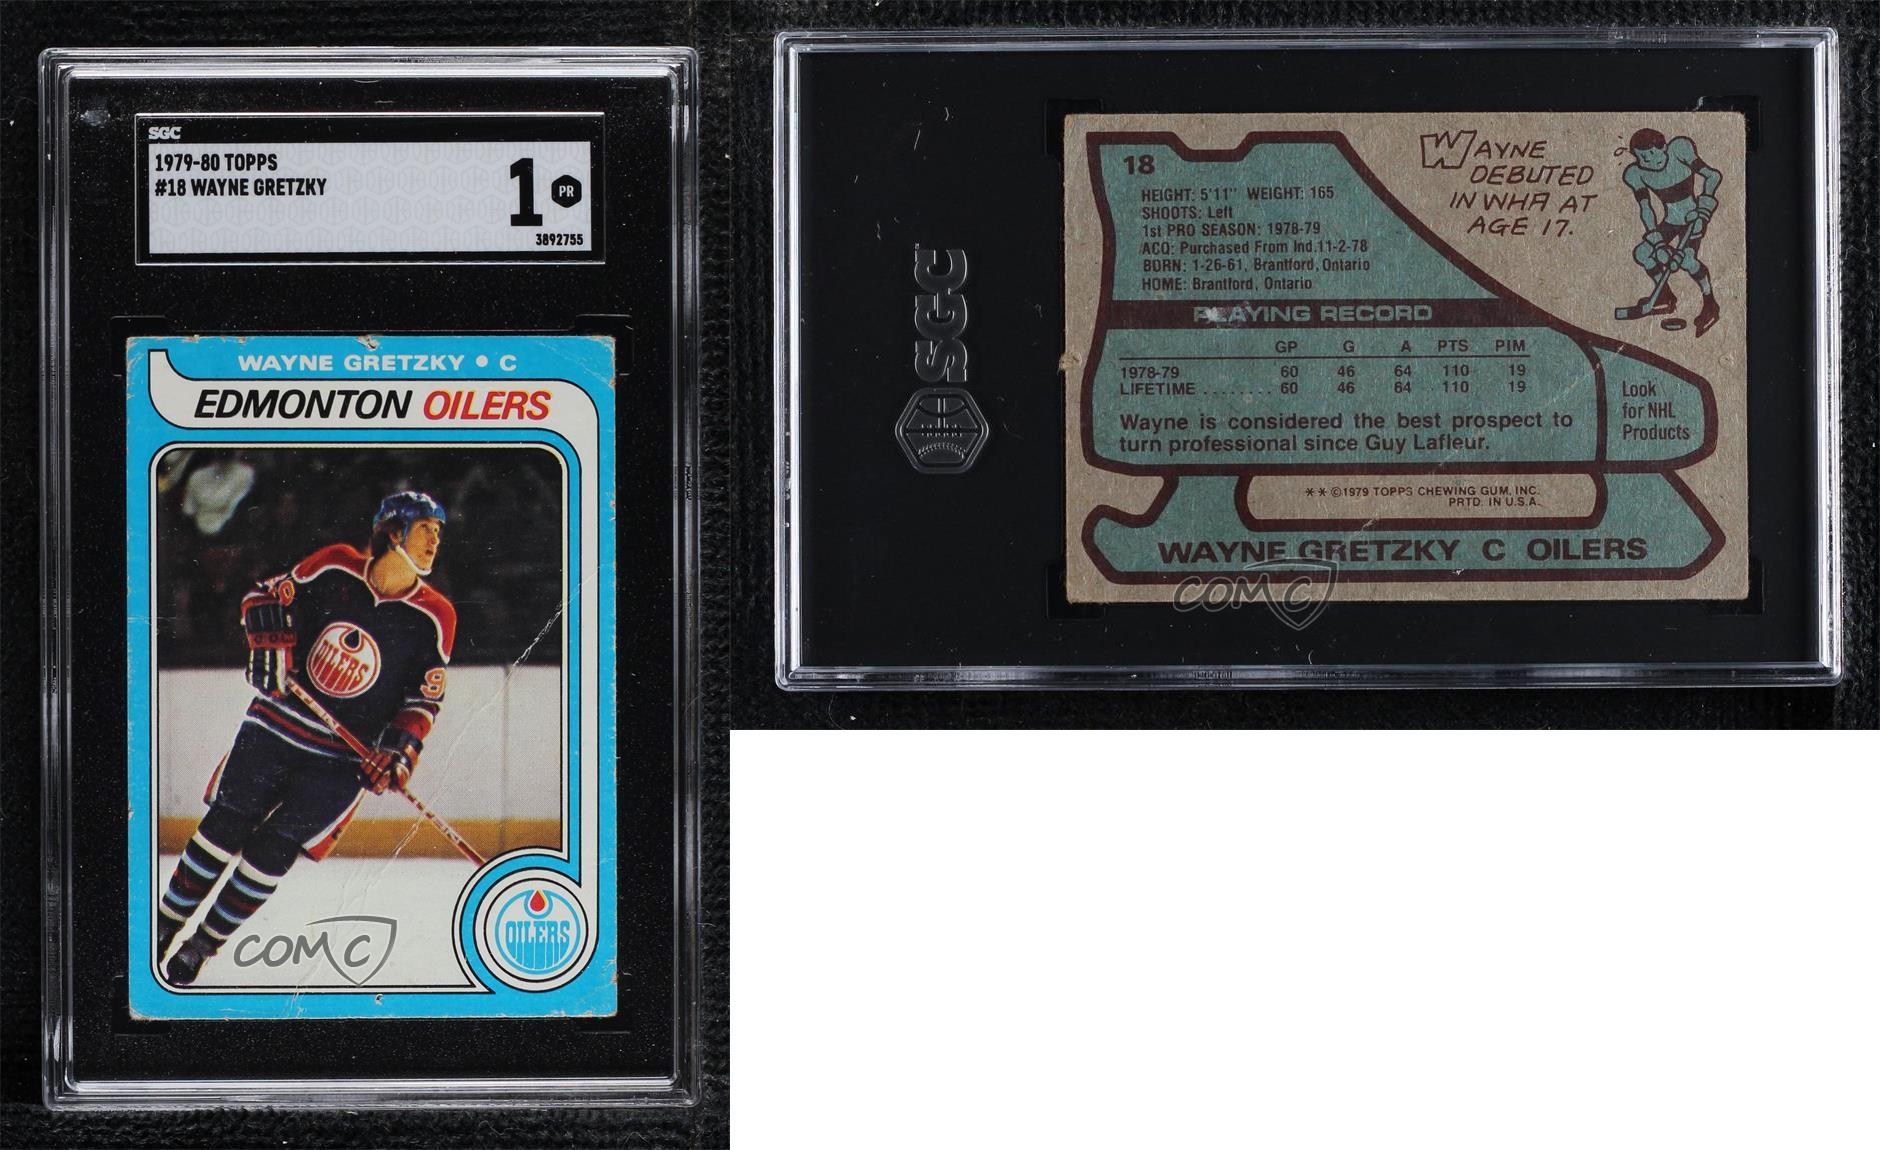 SGC
1979-80 TOPPS
#18 WAYNE GRETZKY
1 PR
3892755
WAYNE GRETZKY • C
EDMONTON OILERS
OILERS
9
OILERS
COMC
SGC
18
HEIGHT: 5'11" WEIGHT: 165
SHOOTS: Left
1st PRO SEASON: 1978-79
ACQ: Purchased From Ind. 11-2-78
BORN: 1-26-61, Brantford, Ontario
HOME: Brantford, Ontario
WAYNE
DEBUTED
IN WHA AT
AGE 17.
PLAYING RECORD
GP G A PTS PIM
1978-79 60 46 64 110 19
LIFETIME ........ 60 46 64 110 19
Wayne is considered the best prospect to
turn professional since Guy Lafleur.
Look
for NHL
Products
* * ©1979 TOPPS CHEWING GUM, INC.
PRTD. IN U.S.A.
WAYNE GRETZKY C OILERS
COMC